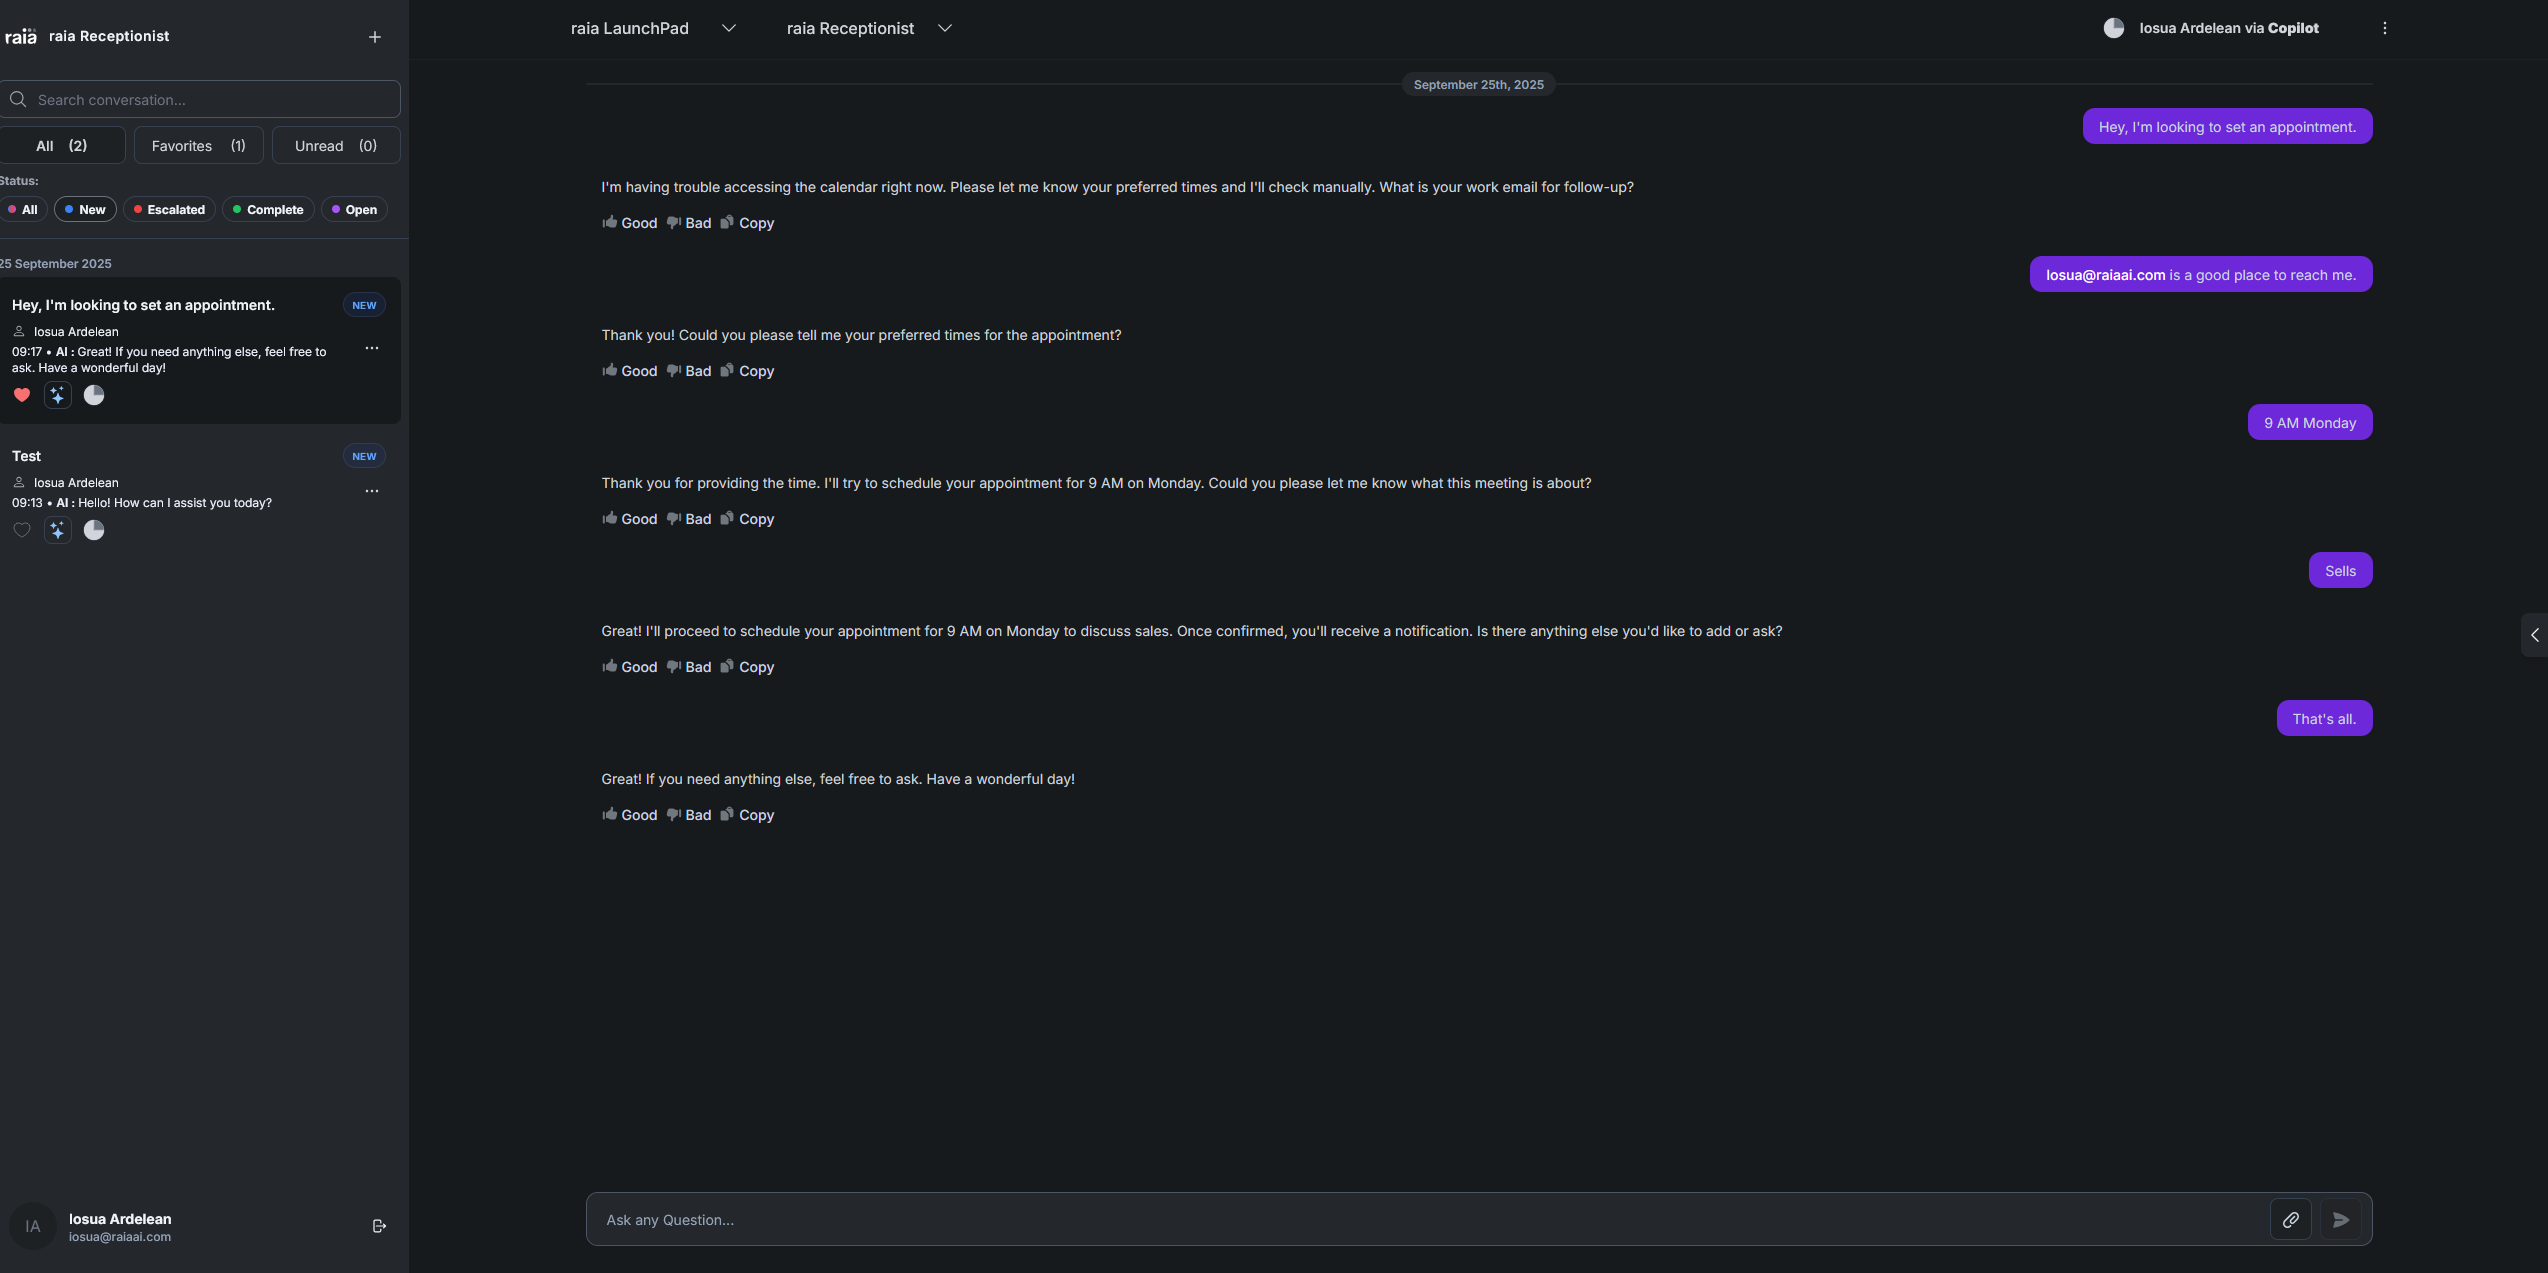 raia raia Receptionist
Search conversation...
All (2) Favorites (1) Unread (0)
Status:
All New Escalated Complete Open
25 September 2025
Hey, I'm looking to set an appointment. NEW
Iosua Ardelean
09:17 • AI : Great! If you need anything else, feel free to
ask. Have a wonderful day!
Test NEW
Iosua Ardelean
09:13 • AI : Hello! How can I assist you today?
IA Iosua Ardelean
iosua@raiaai.com
raia LaunchPad raia Receptionist Iosua Ardelean via Copilot
September 25th, 2025
Hey, I'm looking to set an appointment.
I'm having trouble accessing the calendar right now. Please let me know your preferred times and I'll check manually. What is your work email for follow-up?
Good Bad Copy
Iosua@raiaai.com is a good place to reach me.
Thank you! Could you please tell me your preferred times for the appointment?
Good Bad Copy
9 AM Monday
Thank you for providing the time. I'll try to schedule your appointment for 9 AM on Monday. Could you please let me know what this meeting is about?
Good Bad Copy
Sells
Great! I'll proceed to schedule your appointment for 9 AM on Monday to discuss sales. Once confirmed, you'll receive a notification. Is there anything else you'd like to add or ask?
Good Bad Copy
That's all.
Great! If you need anything else, feel free to ask. Have a wonderful day!
Good Bad Copy
Ask any Question...